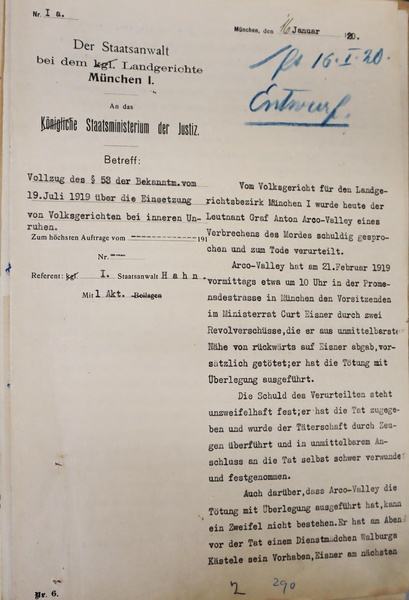 Nr. I a.
München, den 16 Januar 1920.
ps 16.I.20.
Entwurf.
Der Staatsanwalt
bei dem kgl. Landgerichte
München I.
An das
Königliche Staatsministerium der Justiz.
Betreff:
Vollzug des § 53 der Bekanntm.vom
19.Juli 1919 über die Einsetzung
von Volksgerichten bei inneren Un-
ruhen.
Zum höchsten Auftrage vom ------------ 191
Nr. ---
Referent: kgl. I. Staatsanwalt Hahn.
Mit 1 Akt. Beilagen
Vom Volksgericht für den Landge-
richtsbezirk München I wurde heute der
Leutnant Graf Anton Arco-Valley eines
Verbrechens des Mordes schuldig gespro-
chen und zum Tode verurteilt.
Arco-Valley hat am 21.Februar 1919
vormittags etwa um 10 Uhr in der Prome-
nadestrasse in München den Vorsitzenden
im Ministerrat Curt Eisner durch zwei
Revolverschüsse,die er aus unmittelbarste
Nähe von rückwärts auf Eisner abgab,vor-
sätzlich getötet;er hat die Tötung mit
Überlegung ausgeführt.
Die Schuld des Verurteilten steht
unzweifelhaft fest;er hat die Tat zugege-
ben und wurde der Täterschaft durch Zeu-
gen überführt und in unmittelbarem An-
schluss an die Tat selbst schwer verwunde
und festgenommen.
Auch darüber,dass Arco-Valley die
Tötung mit Überlegung ausgeführt hat,kann
ein Zweifel nicht bestehen.Er hat am Aben
vor der Tat einem Dienstmädchen Walburga
Kästele sein Vorhaben,Eisner am nächsten
Nr. 6.
290